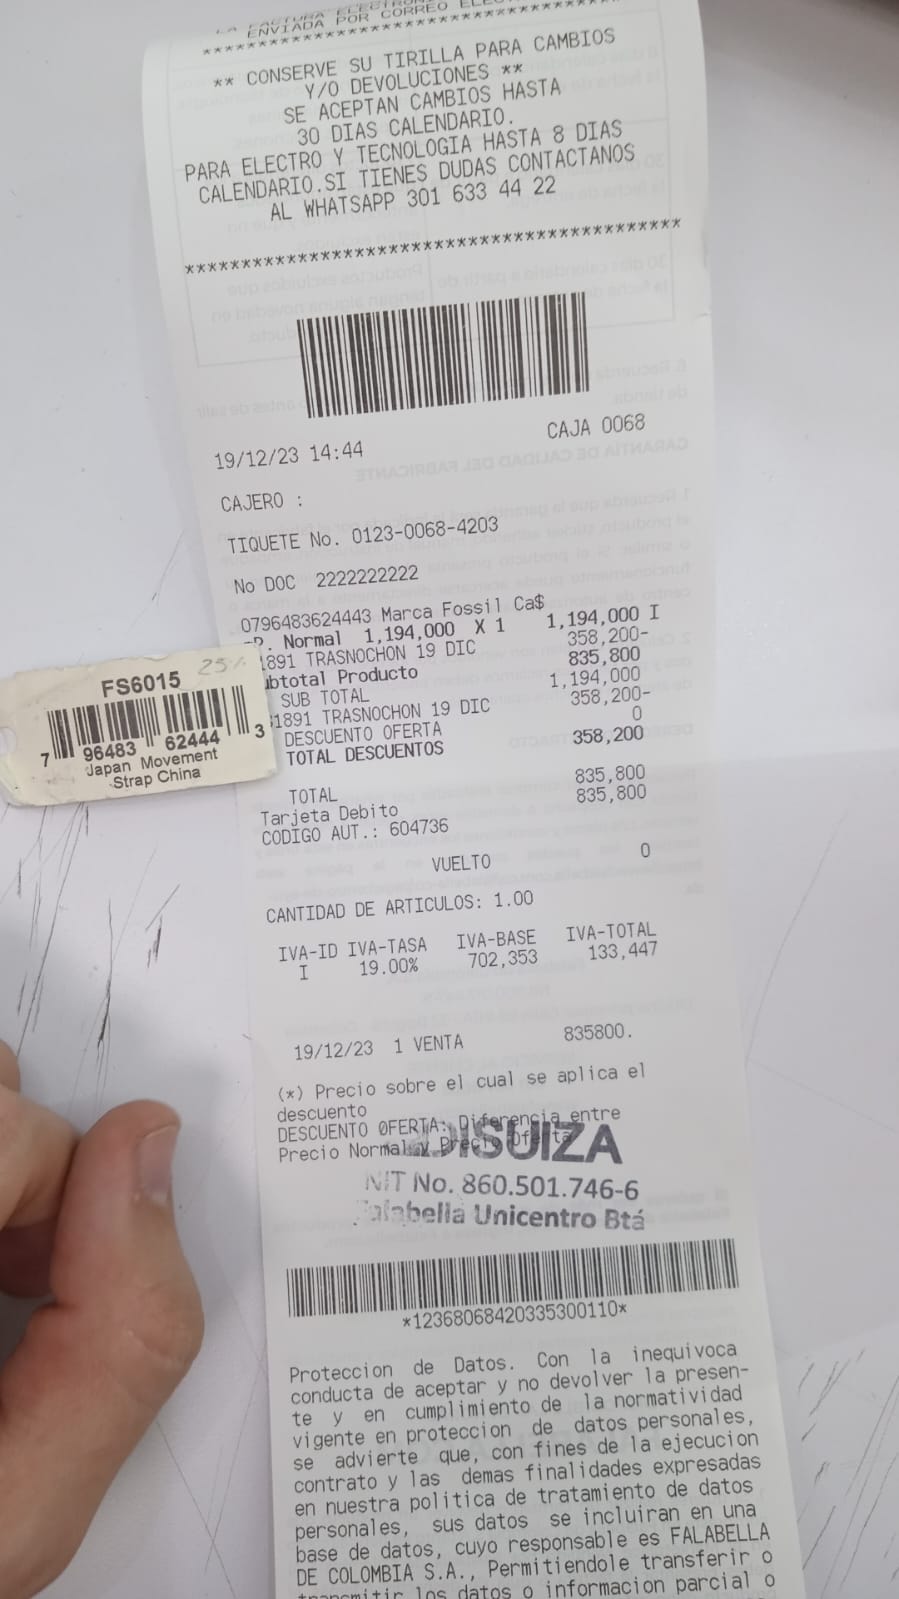 ENVIADA POR CORREO
** CONSERVE SU TIRILLA PARA CAMBIOS
Y/O DEVOLUCIONES **
SE ACEPTAN CAMBIOS HASTA
30 DIAS CALENDARIO.
PARA ELECTRO Y TECNOLOGIA HASTA 8 DIAS
CALENDARIO.SI TIENES DUDAS CONTACTANOS
AL WHATSAPP 301 633 44 22
*******************************************
19/12/23 14:44 CAJA 0068
CAJERO :
TIQUETE No. 0123-0068-4203
No DOC 2222222222
0796483624443 Marca Fossil Ca$
P. Normal 1,194,000 X 1 1,194,000 I
1891 TRASNOCHON 19 DIC 358,200-
ubtotal Producto 835,800
SUB TOTAL 1,194,000
1891 TRASNOCHON 19 DIC 358,200-
DESCUENTO OFERTA 0
TOTAL DESCUENTOS 358,200
TOTAL 835,800
Tarjeta Debito 835,800
CODIGO AUT.: 604736
VUELTO 0
CANTIDAD DE ARTICULOS: 1.00
IVA-ID IVA-TASA IVA-BASE IVA-TOTAL
I 19.00% 702,353 133,447
19/12/23 1 VENTA 835800.
(*) Precio sobre el cual se aplica el
descuento
DESCUENTO OFERTA: Diferencia entre
Precio Normal y Precio Oferta
DISUIZA
NIT No. 860.501.746-6
Falabella Unicentro Btá
*12368068420335300110*
Proteccion de Datos. Con la inequivoca
conducta de aceptar y no devolver la presen-
te y en cumplimiento de la normatividad
vigente en proteccion de datos personales,
se advierte que, con fines de la ejecucion
contrato y las demas finalidades expresadas
en nuestra politica de tratamiento de datos
personales, sus datos se incluiran en una
base de datos, cuyo responsable es FALABELLA
DE COLOMBIA S.A., Permitiendole transferir o
transmitir los datos o informacion parcial o
FS6015 25%
7 96483 62444 3
Japan Movement
Strap China